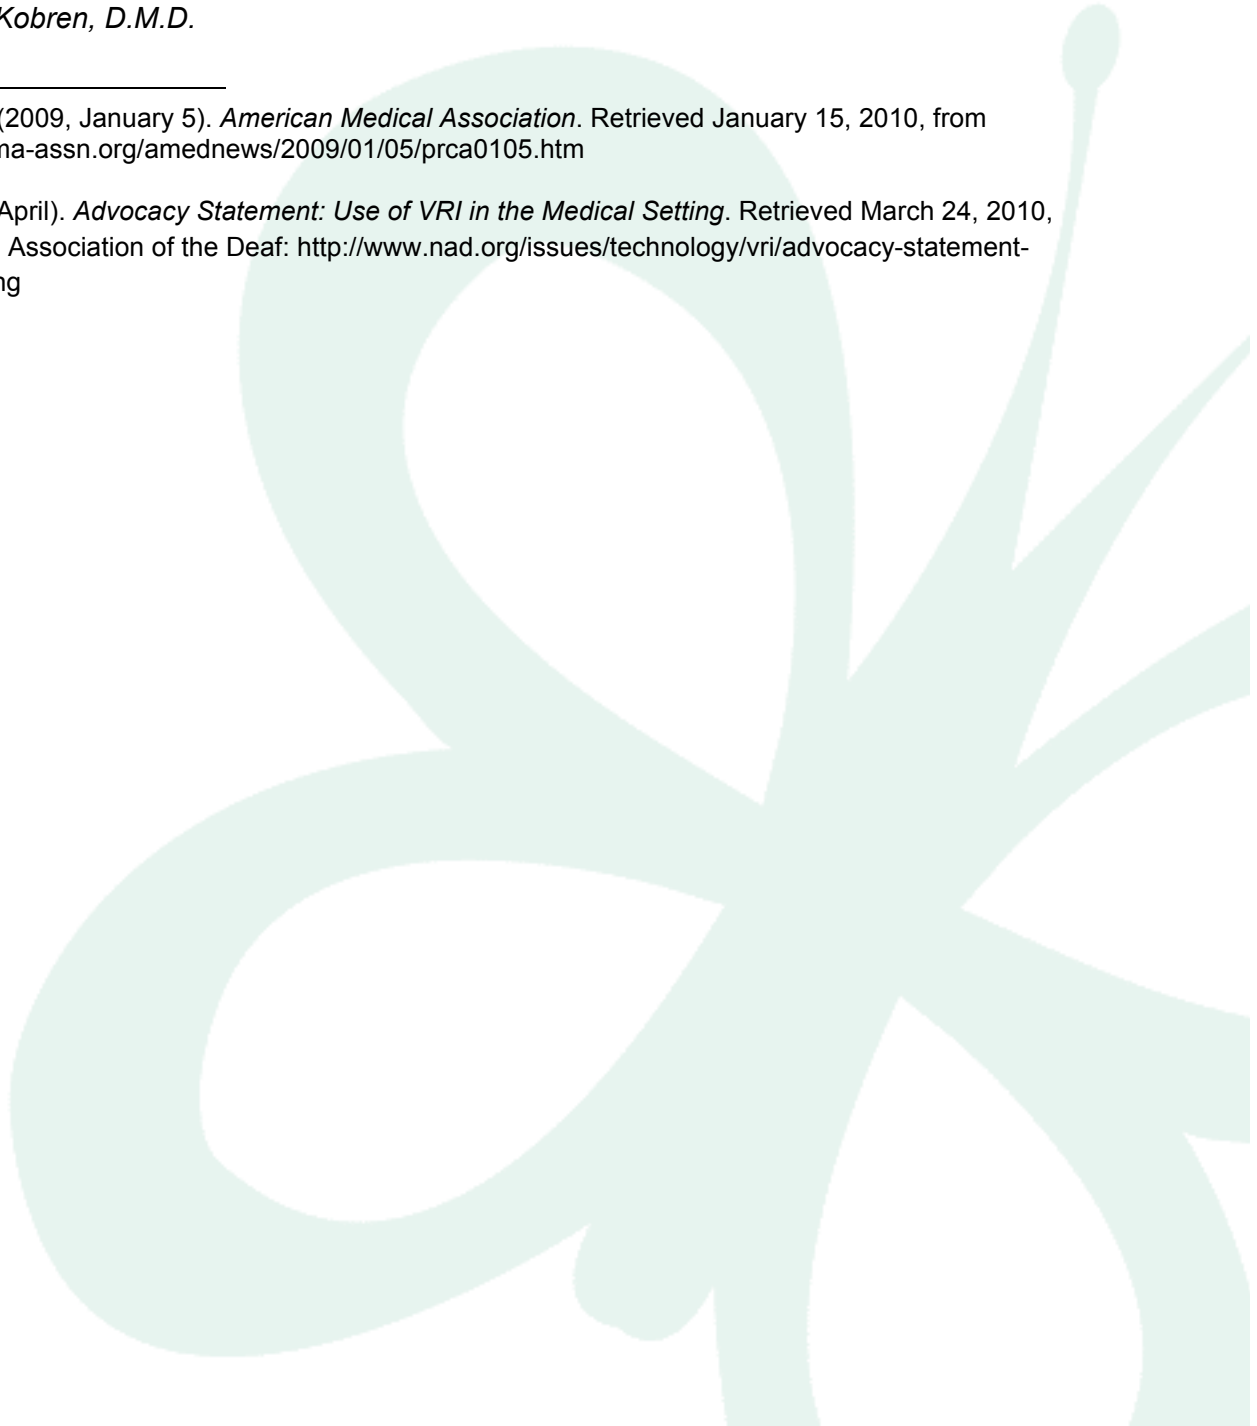 Kobren, D.M.D.
(2009, January 5). American Medical Association. Retrieved January 15, 2010, from
ma-assn.org/amednews/2009/01/05/prca0105.htm
April). Advocacy Statement: Use of VRI in the Medical Setting. Retrieved March 24, 2010,
Association of the Deaf: http://www.nad.org/issues/technology/vri/advocacy-statement-
ng